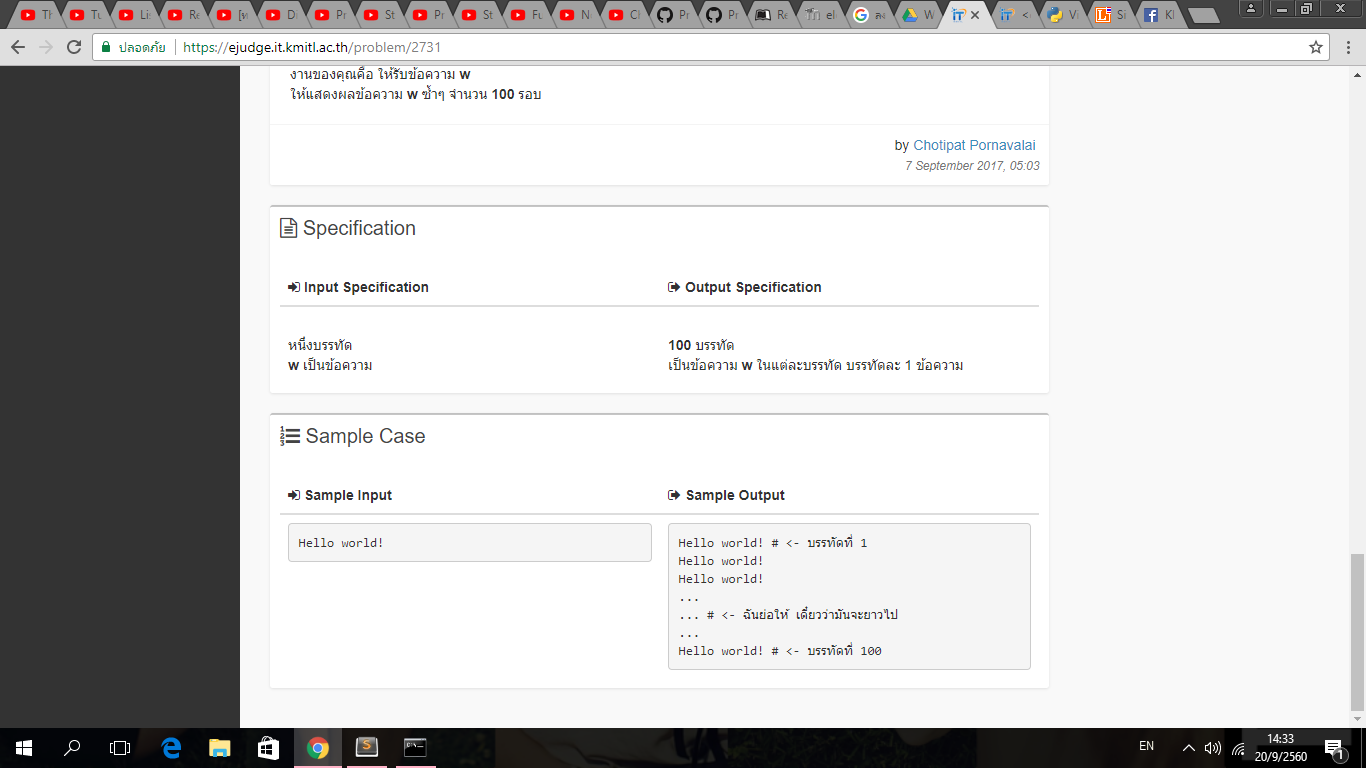 Th
Tu
Li
Re
[ห
Di
Pr
St
Pr
St
Fu
N
Cl
Pr
Pr
Re
el
ลง
W
Vi
Si
Kl
ปลอดภัย https://ejudge.it.kmitl.ac.th/problem/2731
งานของคุณคือ ให้รับข้อความ w
ให้แสดงผลข้อความ w ซ้ำๆ จำนวน 100 รอบ
by Chotipat Pornavalai
7 September 2017, 05:03
Specification
Input Specification
Output Specification
หนึ่งบรรทัด
w เป็นข้อความ
100 บรรทัด
เป็นข้อความ w ในแต่ละบรรทัด บรรทัดละ 1 ข้อความ
Sample Case
Sample Input
Sample Output
Hello world!
Hello world! # <- บรรทัดที่ 1
Hello world!
Hello world!
...
... # <- ฉันย่อให้ เดี๋ยวว่ามันจะยาวไป
...
Hello world! # <- บรรทัดที่ 100
EN
14:33
20/9/2560
1